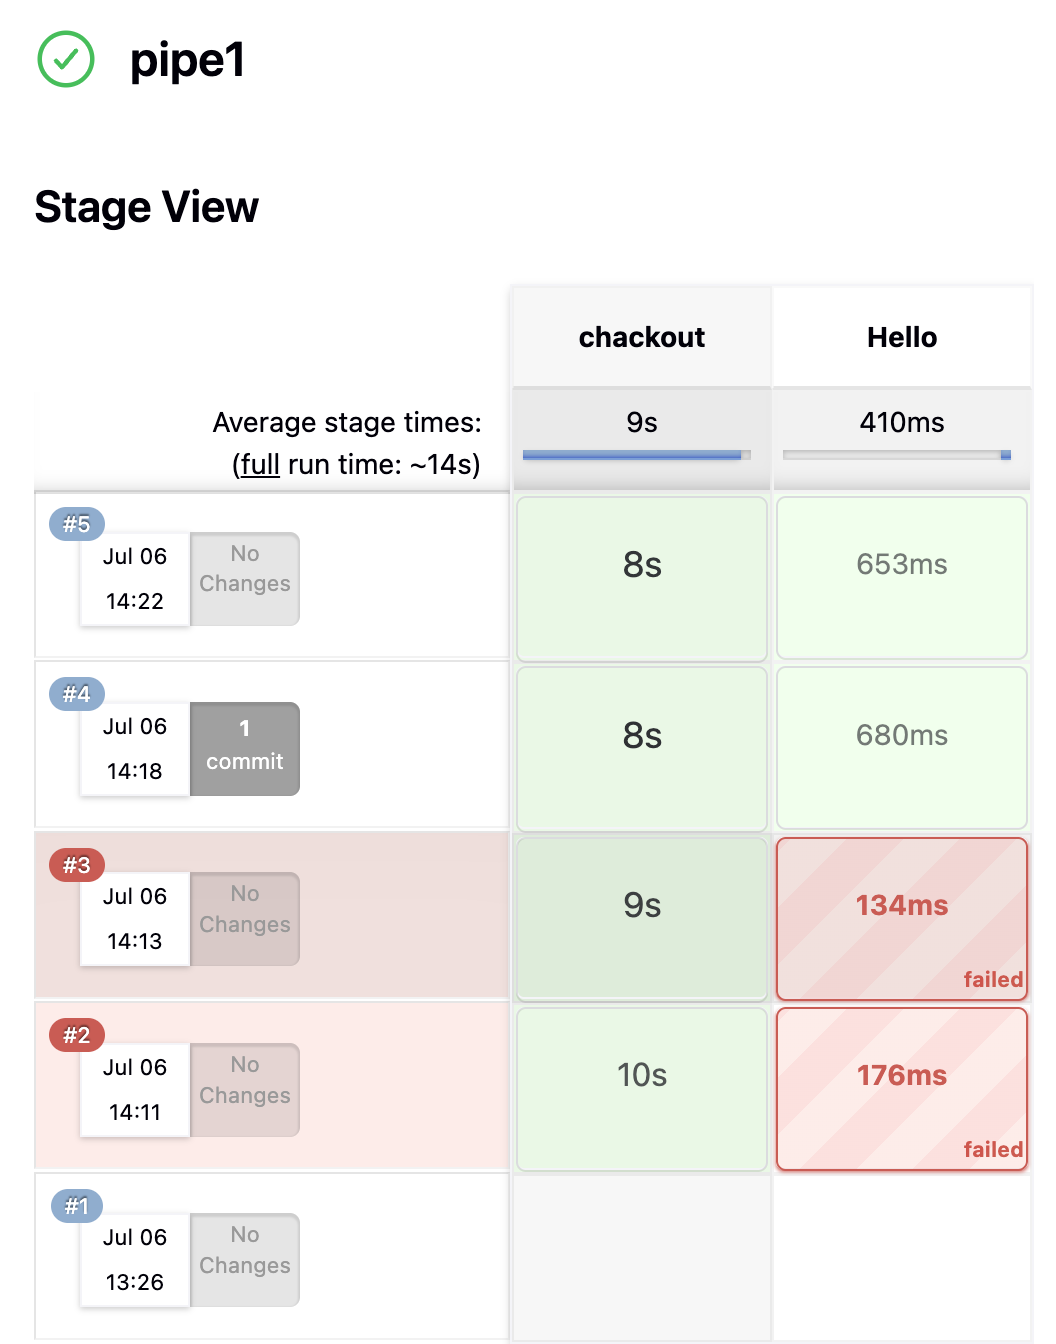 pipe1
Stage View
chackout
Hello
Average stage times:
9s
410ms
(full run time: ~14s)
#5
Jul 06
14:22
No
Changes
8s
653ms
#4
Jul 06
14:18
1
commit
8s
680ms
#3
Jul 06
14:13
No
Changes
9s
134ms
failed
#2
Jul 06
14:11
No
Changes
10s
176ms
failed
#1
Jul 06
13:26
No
Changes